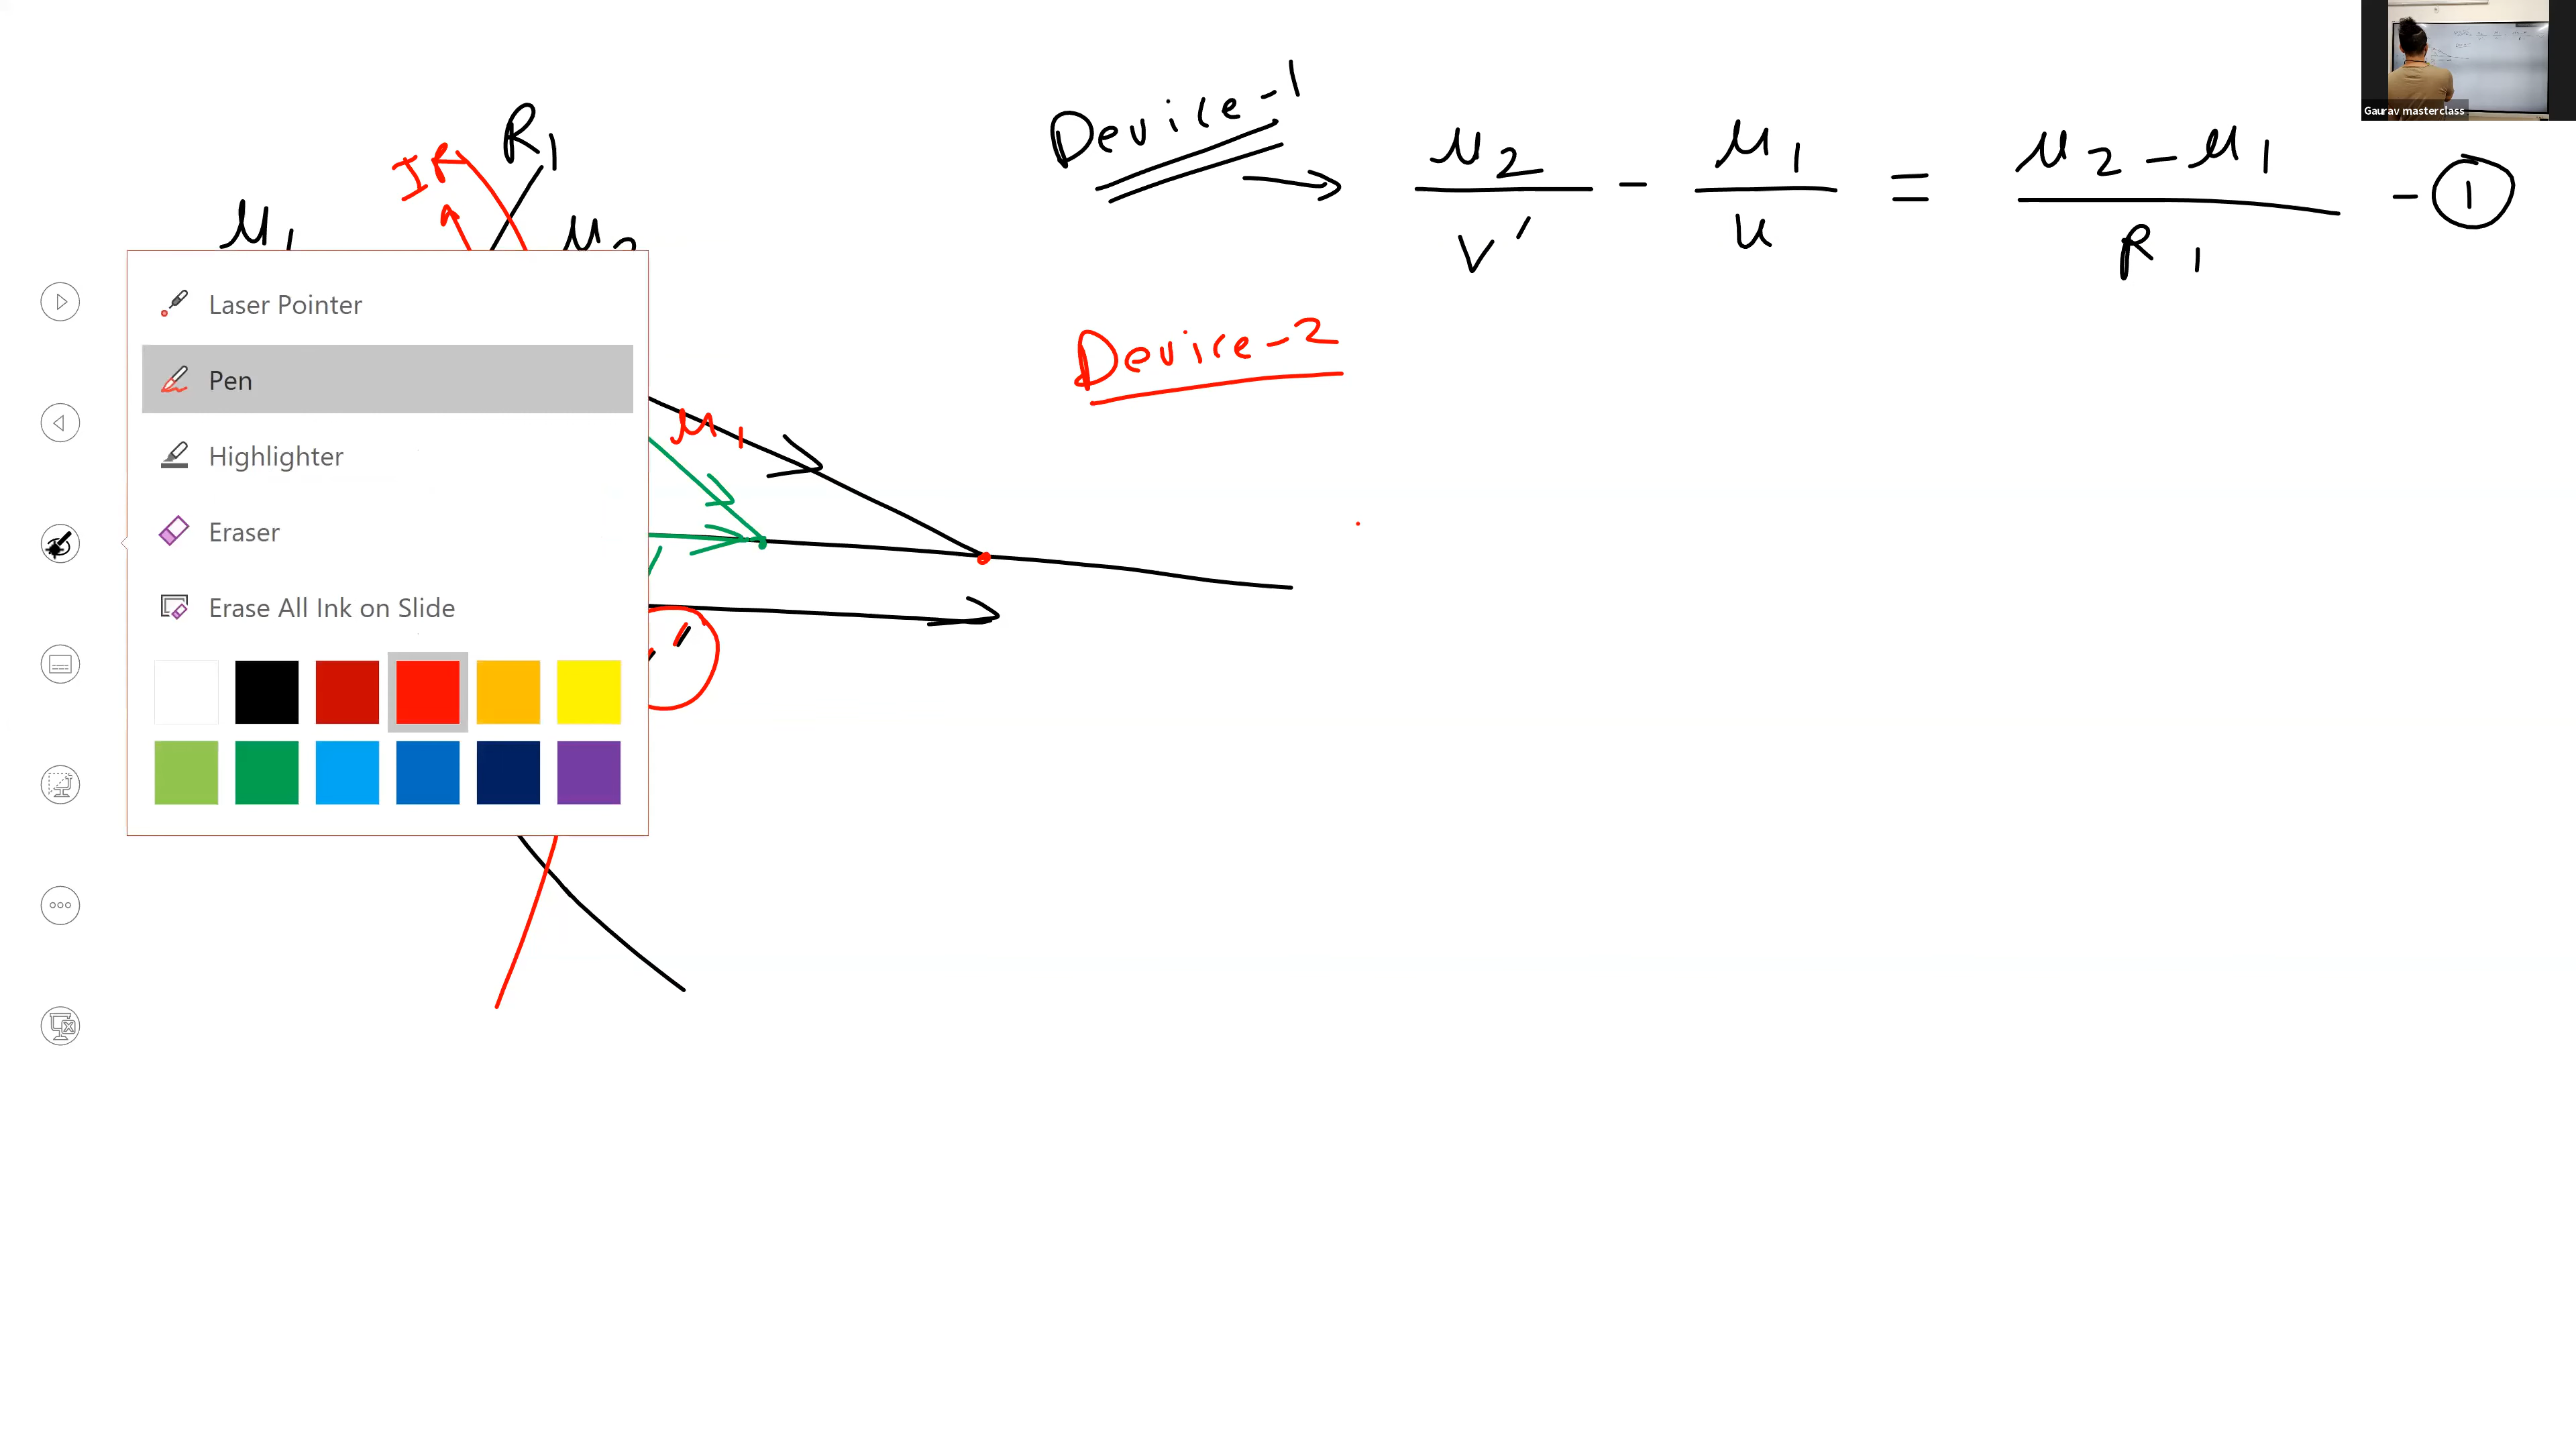 Gaurav masterclass
Device-1
→ μ2/v′ - μ1/u = μ2-μ1/R1 - ①
R1
μ1
μ2
Laser Pointer
Pen
Highlighter
Eraser
Erase All Ink on Slide
Device-2
μ1